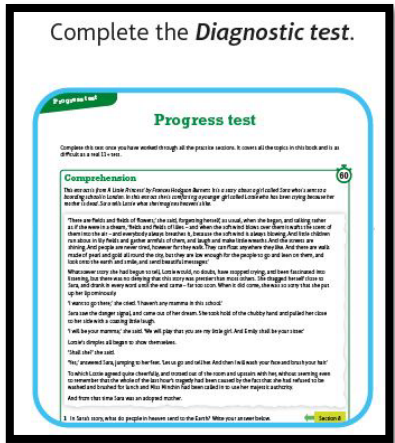 Complete the Diagnostic test.
Progress test
Progress test
Complete this test once you have worked through all the practice sessions. It covers all the topics in this book and is as
difficult as a real 11+ test.
60
Comprehension
This extract is from A Little Princess by Frances Hodgson Burnett. It is a story about a girl called Sara who is sent to a
boarding school in London. In this extract she is comforting a younger girl called Lottie who has been crying because her
mother is dead. Sara tells Lottie what she imagines heaven is like.
'There are fields and fields of flowers,' she said, forgetting herself, as usual, when she began, and talking rather
as if she were in a dream, 'fields and fields of lilies – and when the soft wind blows over them it wafts the scent of
them into the air – and everybody always breathes it, because the soft wind is always blowing. And little children
run about in lily fields and gather armfuls of them, and laugh and make little wreaths. And the streets are
shining. And people are never tired, however far they walk. They can float anywhere they like. And there are walls
made of pearl and gold all round the city, but they are low enough for the people to go and lean on them, and
look onto the earth and smile, and send beautiful messages.'
Whatsoever story she had begun to tell, Lottie would, no doubt, have stopped crying, and been fascinated into
listening, but there was no denying that this story was prettier than most others. She dragged herself close to
Sara, and drank in every word until the end came – far too soon. When it did come, she was so sorry that she put
up her lip ominously.
'I want to go there,' she cried. 'I haven't any mamma in this school.'
Sara saw the danger signal, and came out of her dream. She took hold of the chubby hand and pulled her close
to her side with a coaxing little laugh.
'I will be your mamma,' she said. 'We will play that you are my little girl. And Emily shall be your sister.'
Lottie's dimples all began to show themselves.
'Shall she?' she said.
'Yes,' answered Sara, jumping to her feet. 'Let us go and tell her. And then I will wash your face and brush your hair.'
To which Lottie agreed quite cheerfully, and trotted out of the room and upstairs with her, without seeming even
to remember that the whole of the last hour's tragedy had been caused by the fact that she had refused to be
washed and brushed for lunch and Miss Minchin had been called in to use her majestic authority.
And from that time Sara was an adopted mother.
1 In Sara's story, what do people in heaven send to the Earth? Write your answer below.
Section A